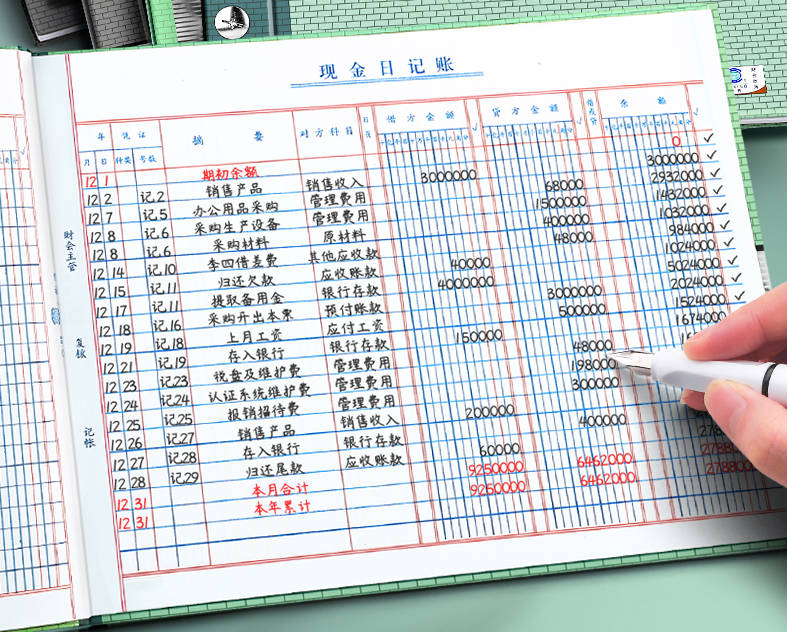 现金日记账
年 凭证 摘要 对方科目 日页 借方金额 √ 贷方金额 √ 借或贷 余额 √
月 日 种类 号数
12 1 期初余额 0 ✓
12 2 记.2 销售产品 销售收入 3000000 3000000 ✓
12 7 记.5 办公用品采购 管理费用 68000 2932000 ✓
12 8 记.6 采购生产设备 管理费用 1500000 1432000 ✓
12 8 记.6 采购材料 原材料 400000 1032000 ✓
12 14 记.10 李四借差费 其他应收款 48000 984000 ✓
12 15 记.11 归还欠款 应收账款 40000 1024000 ✓
12 17 记.11 提取备用金 银行存款 4000000 5024000 ✓
12 18 记.16 采购开出本票 预付账款 3000000 2024000 ✓
12 19 记.18 上月工资 应付工资 500000 1524000 ✓
12 21 记.19 存入银行 银行存款 150000 1674000
12 23 记.23 税盘及维护费 管理费用 48000
12 24 记.24 认证系统维护费 管理费用 198000
12 25 记.25 报销招待费 管理费用 300000
12 26 记.27 销售产品 销售收入 200000
12 27 记.28 存入银行 银行存款 400000
12 28 记.29 归还尾款 应收账款 60000
12 31 本月合计 9250000 6462000
12 31 本年累计 9250000 6462000
财会主管
复核
记帐